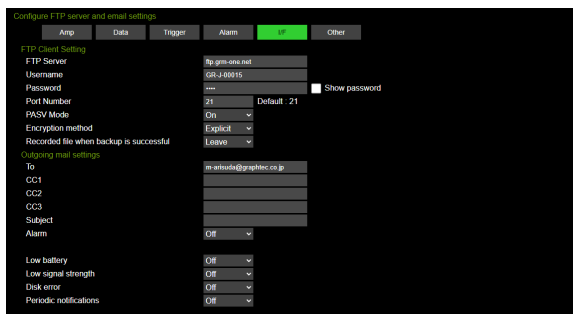 Configure FTP server and email settings
Amp Data Trigger Alarm I/F Other
FTP Client Setting
FTP Server ftp.grm-one.net
Username GR-J-00015
Password •••• Show password
Port Number 21 Default : 21
PASV Mode On
Encryption method Explicit
Recorded file when backup is successful Leave
Outgoing mail settings
To m-arisuda@graphtec.co.jp
CC1
CC2
CC3
Subject
Alarm Off
Low battery Off
Low signal strength Off
Disk error Off
Periodic notifications Off